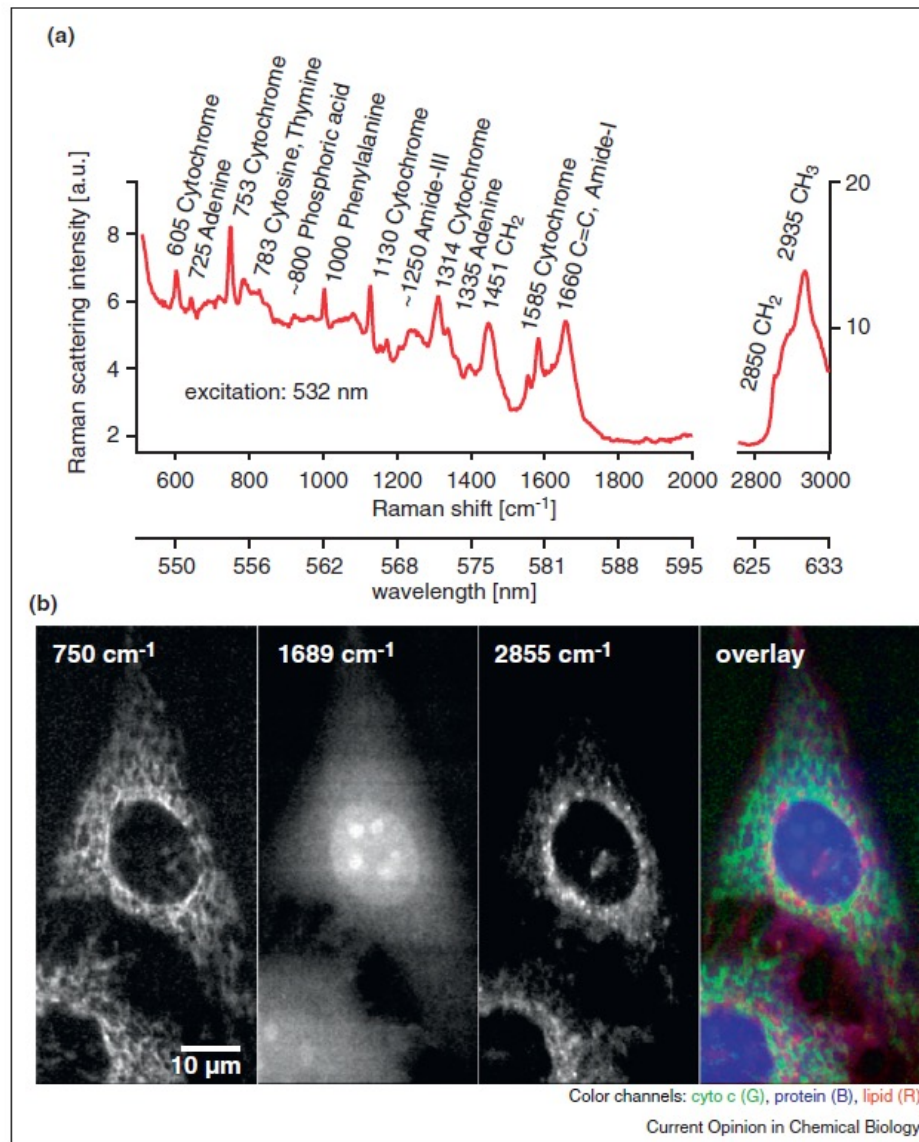 (a)
605 Cytochrome
725 Adenine
753 Cytochrome
783 Cytosine, Thymine
~800 Phosphoric acid
1000 Phenylalanine
1130 Cytochrome
~1250 Amide-III
1314 Cytochrome
1335 Adenine
1451 CH₂
1585 Cytochrome
1660 C=C, Amide-I
2850 CH₂
2935 CH₃
Raman scattering intensity [a.u.]
8
6
4
2
20
10
excitation: 532 nm
600 800 1000 1200 1400 1600 1800 2000 2800 3000
Raman shift [cm⁻¹]
550 556 562 568 575 581 588 595 625 633
wavelength [nm]
(b)
750 cm⁻¹ 1689 cm⁻¹ 2855 cm⁻¹ overlay
10 µm
Color channels: cyto c (G), protein (B), lipid (R)
Current Opinion in Chemical Biology